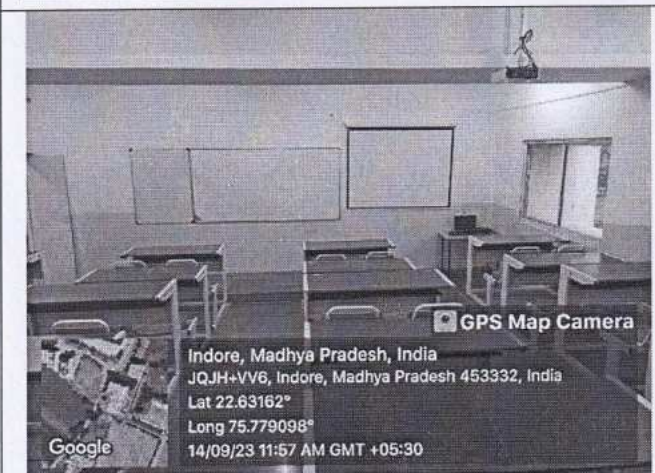 GPS Map Camera
Indore, Madhya Pradesh, India
JQJH+VV6, Indore, Madhya Pradesh 453332, India
Lat 22.63162°
Long 75.779098°
14/09/23 11:57 AM GMT +05:30
Google